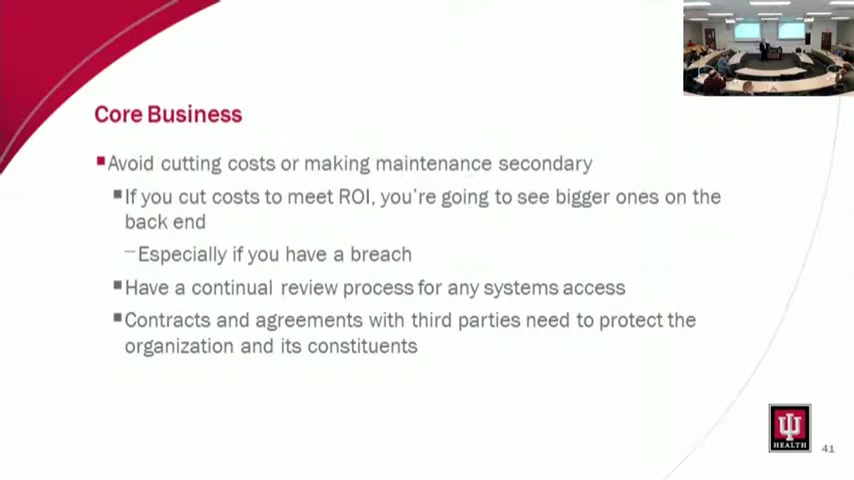 Core Business
Avoid cutting costs or making maintenance secondary
If you cut costs to meet ROI, you're going to see bigger ones on the
back end
Especially if you have a breach
Have a continual review process for any systems access
Contracts and agreements with third parties need to protect the
organization and its constituents
HEALTH
41